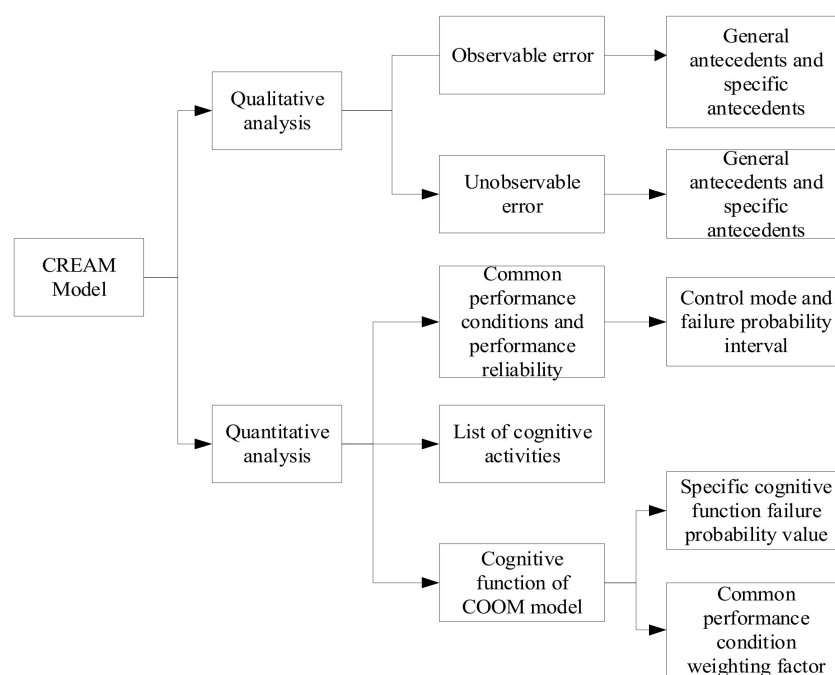 CREAM
Model
Qualitative
analysis
Quantitative
analysis
Observable error
Unobservable
error
Common
performance
conditions and
performance
reliability
List of cognitive
activities
Cognitive
function of
COOM model
General
antecedents and
specific
antecedents
General
antecedents and
specific
antecedents
Control mode and
failure probability
interval
Specific cognitive
function failure
probability value
Common
performance
condition
weighting factor